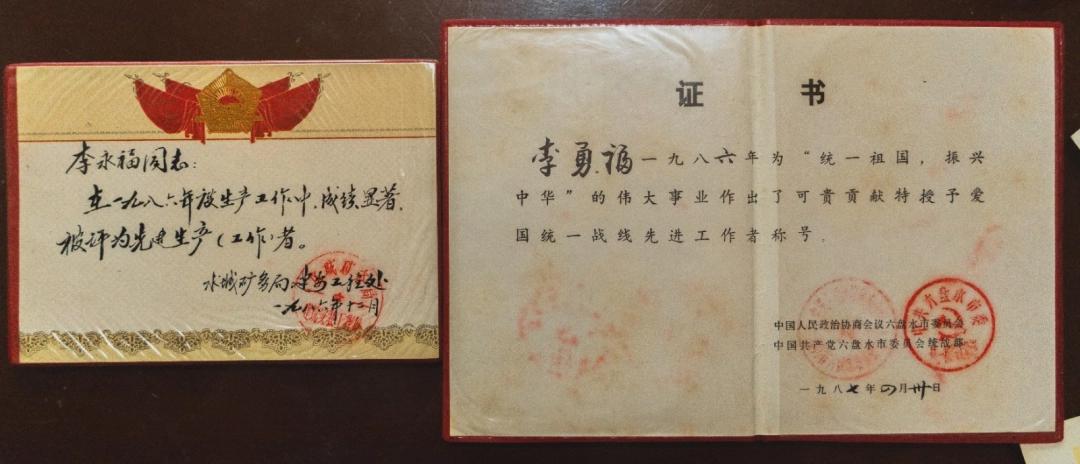 李永福同志:
在一九八六年度生产工作中,成绩显著,
被评为先进生产(工作)者。
水城矿务局建安工程处
一九八六年十二月
证 书
李勇福一九八六年为“统一祖国,振兴
中华”的伟大事业作出了可贵贡献特授予爱
国统一战线先进工作者称号.
中国人民政治协商会议六盘水市委员会
中国共产党六盘水市委员会统战部
一九八七年四月卅日